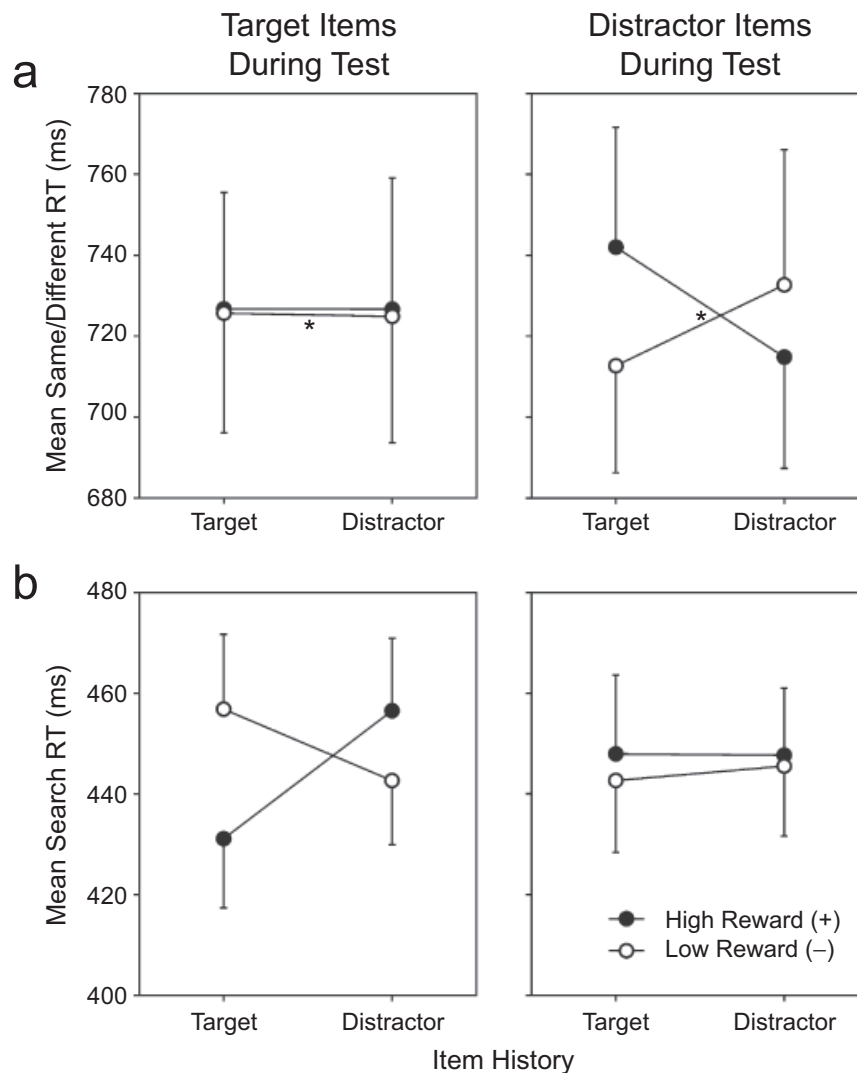 Target Items
During Test
Distractor Items
During Test
a
Mean Same/Different RT (ms)
780
760
740
720
700
680
*
*
Target
Distractor
Target
Distractor
b
Mean Search RT (ms)
480
460
440
420
400
High Reward (+)
Low Reward (–)
Target
Distractor
Target
Distractor
Item History